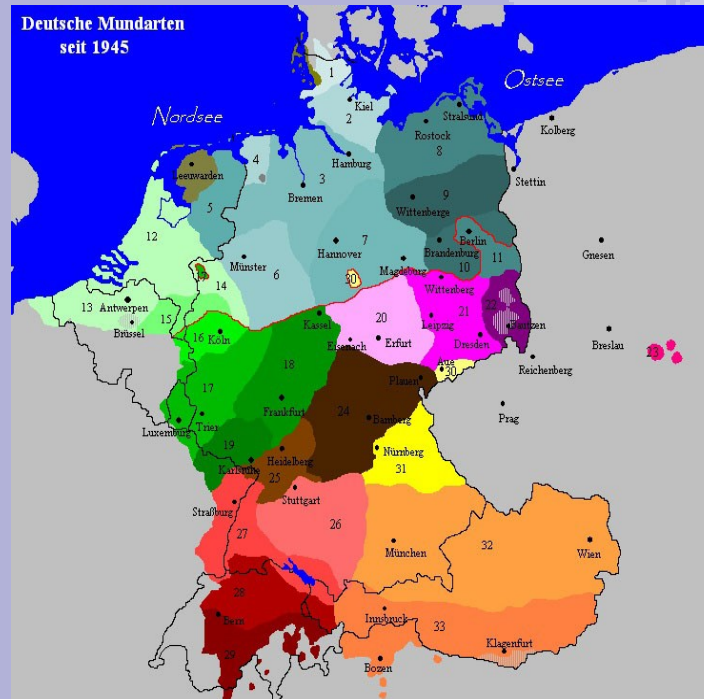 Deutsche Mundarten
seit 1945
Nordsee
Ostsee
1
Kiel
2
Stralsund
Rostock
8
Kolberg
Leeuwarden
4
3
Hamburg
Stettin
Bremen
5
9
Wittenberge
12
7
Berlin
Hannover
Brandenburg
11
Gnesen
Münster
6
Magdeburg
10
14
30
Wittenberg
13
Antwerpen
Brüssel
15
Kassel
20
21
22
Leipzig
Bautzen
16
Köln
Eisenach
Erfurt
Dresden
Breslau
23
18
Aue
30
Reichenberg
17
Plauen
Frankfurt
24
Prag
Luxemburg
Trier
Bamberg
19
Heidelberg
Nürnberg
Karlsruhe
25
31
Stuttgart
Straßburg
26
27
München
32
Wien
28
Bern
Innsbruck
33
Klagenfurt
29
Bozen